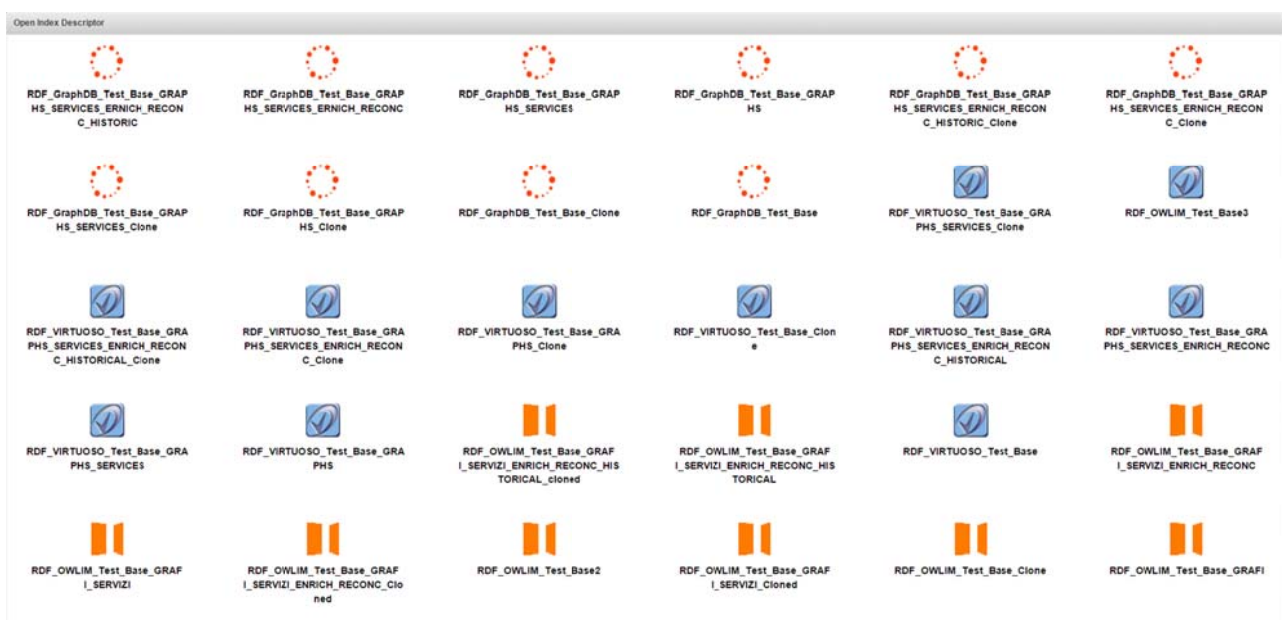 Open Index Descriptor
RDF_GraphDB_Test_Base_GRAP
HS_SERVICES_ERNICH_RECON
C_HISTORIC
RDF_GraphDB_Test_Base_GRAP
HS_SERVICES_ERNICH_RECONC
RDF_GraphDB_Test_Base_GRAP
HS_SERVICES
RDF_GraphDB_Test_Base_GRAP
HS
RDF_GraphDB_Test_Base_GRAP
HS_SERVICES_ERNICH_RECON
C_HISTORIC_Clone
RDF_GraphDB_Test_Base_GRAP
HS_SERVICES_ERNICH_RECON
C_Clone
RDF_GraphDB_Test_Base_GRAP
HS_SERVICES_Clone
RDF_GraphDB_Test_Base_GRAP
HS_Clone
RDF_GraphDB_Test_Base_Clone
RDF_GraphDB_Test_Base
RDF_VIRTUOSO_Test_Base_GRA
PHS_SERVICES_Clone
RDF_OWLIM_Test_Base3
RDF_VIRTUOSO_Test_Base_GRA
PHS_SERVICES_ENRICH_RECON
C_HISTORICAL_Clone
RDF_VIRTUOSO_Test_Base_GRA
PHS_SERVICES_ENRICH_RECON
C_Clone
RDF_VIRTUOSO_Test_Base_GRA
PHS_Clone
RDF_VIRTUOSO_Test_Base_Clon
e
RDF_VIRTUOSO_Test_Base_GRA
PHS_SERVICES_ENRICH_RECON
C_HISTORICAL
RDF_VIRTUOSO_Test_Base_GRA
PHS_SERVICES_ENRICH_RECONC
RDF_VIRTUOSO_Test_Base_GRA
PHS_SERVICES
RDF_VIRTUOSO_Test_Base_GRA
PHS
RDF_OWLIM_Test_Base_GRAF
I_SERVIZI_ENRICH_RECONC_HIS
TORICAL_cloned
RDF_OWLIM_Test_Base_GRAF
I_SERVIZI_ENRICH_RECONC_HIS
TORICAL
RDF_VIRTUOSO_Test_Base
RDF_OWLIM_Test_Base_GRAF
I_SERVIZI_ENRICH_RECONC
RDF_OWLIM_Test_Base_GRAF
I_SERVIZI
RDF_OWLIM_Test_Base_GRAF
I_SERVIZI_ENRICH_RECONC_Clo
ned
RDF_OWLIM_Test_Base2
RDF_OWLIM_Test_Base_GRAF
I_SERVIZI_Cloned
RDF_OWLIM_Test_Base_Clone
RDF_OWLIM_Test_Base_GRAFI